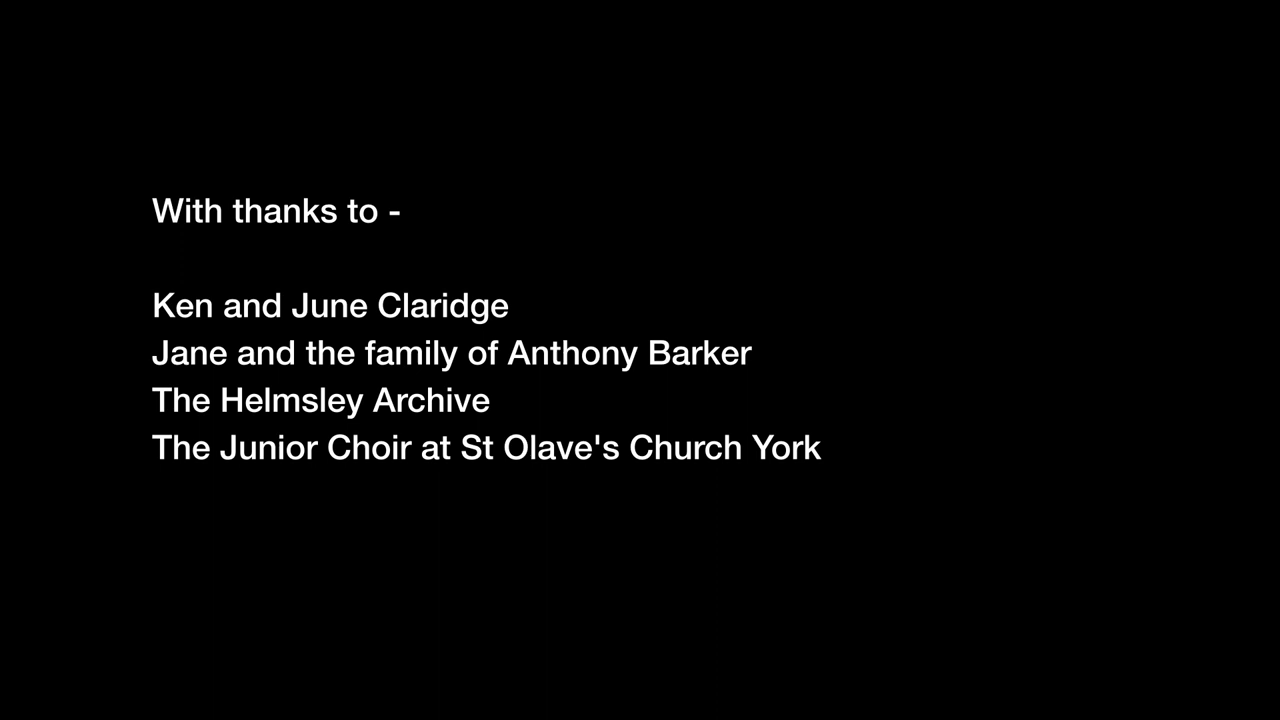 With thanks to -
Ken and June Claridge
Jane and the family of Anthony Barker
The Helmsley Archive
The Junior Choir at St Olave's Church York